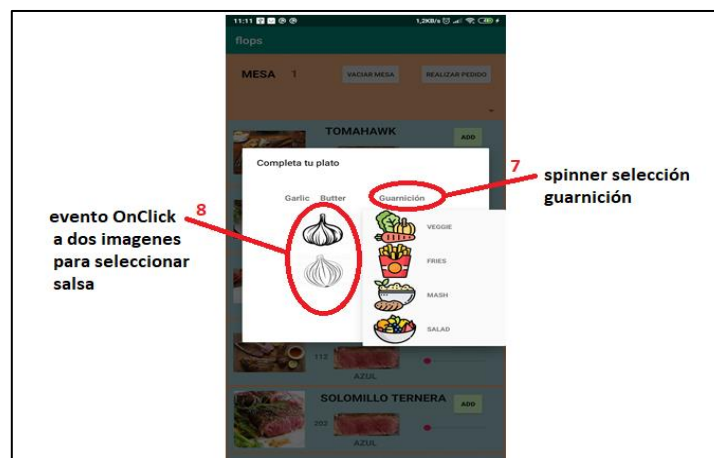 11:11 1,2KB/s
flops
MESA 1 VACIAR MESA REALIZAR PEDIDO
TOMAHAWK
ADD
Completa tu plato
7
spinner selección
guarnición
Garlic Butter Guarnición
8
evento OnClick
a dos imagenes
para seleccionar
salsa
VEGGIE
FRIES
MASH
SALAD
112
AZUL
SOLOMILLO TERNERA ADD
202
AZUL